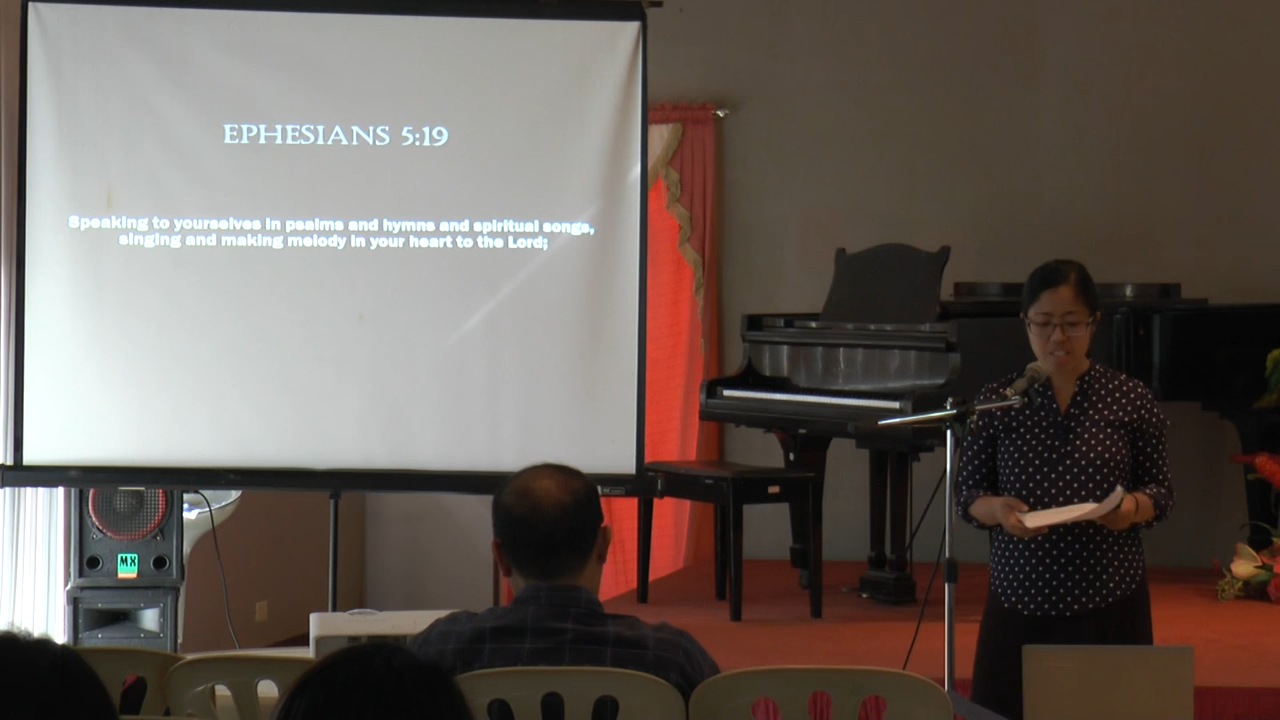 EPHESIANS 5:19
Speaking to yourselves in psalms and hymns and spiritual songs,
singing and making melody in your heart to the Lord;
MX